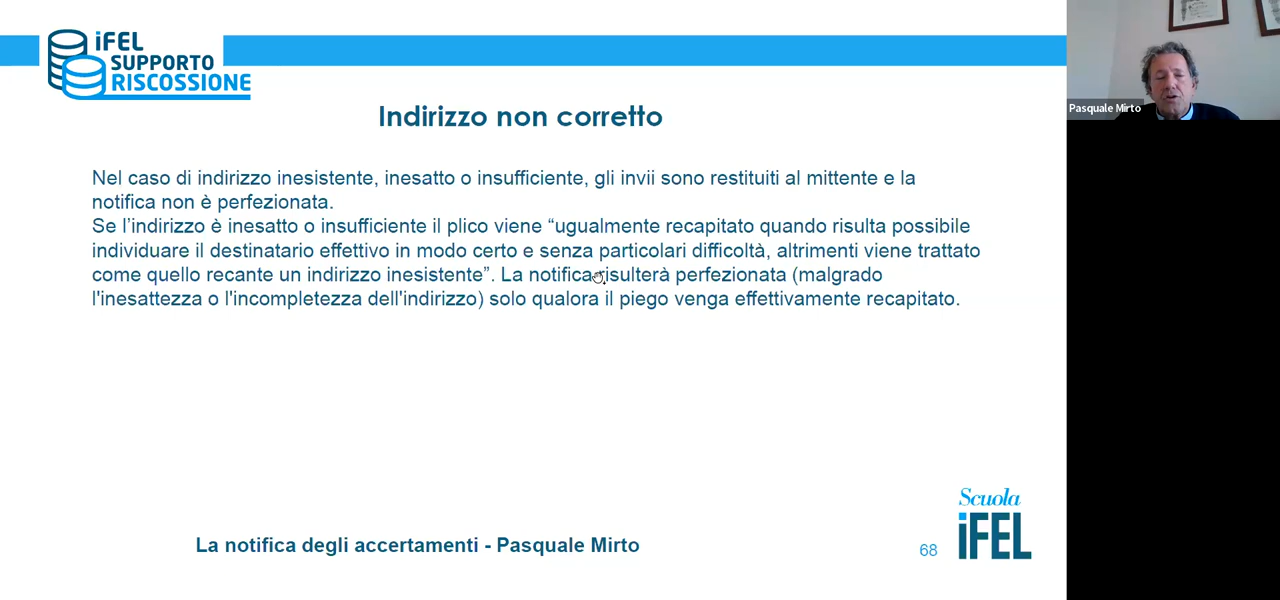 iFEL
SUPPORTO
RISCOSSIONE
Pasquale Mirto
Indirizzo non corretto
Nel caso di indirizzo inesistente, inesatto o insufficiente, gli invii sono restituiti al mittente e la
notifica non è perfezionata.
Se l’indirizzo è inesatto o insufficiente il plico viene “ugualmente recapitato quando risulta possibile
individuare il destinatario effettivo in modo certo e senza particolari difficoltà, altrimenti viene trattato
come quello recante un indirizzo inesistente”. La notifica risulterà perfezionata (malgrado
l'inesattezza o l'incompletezza dell'indirizzo) solo qualora il piego venga effettivamente recapitato.
Scuola
iFEL
La notifica degli accertamenti - Pasquale Mirto
68